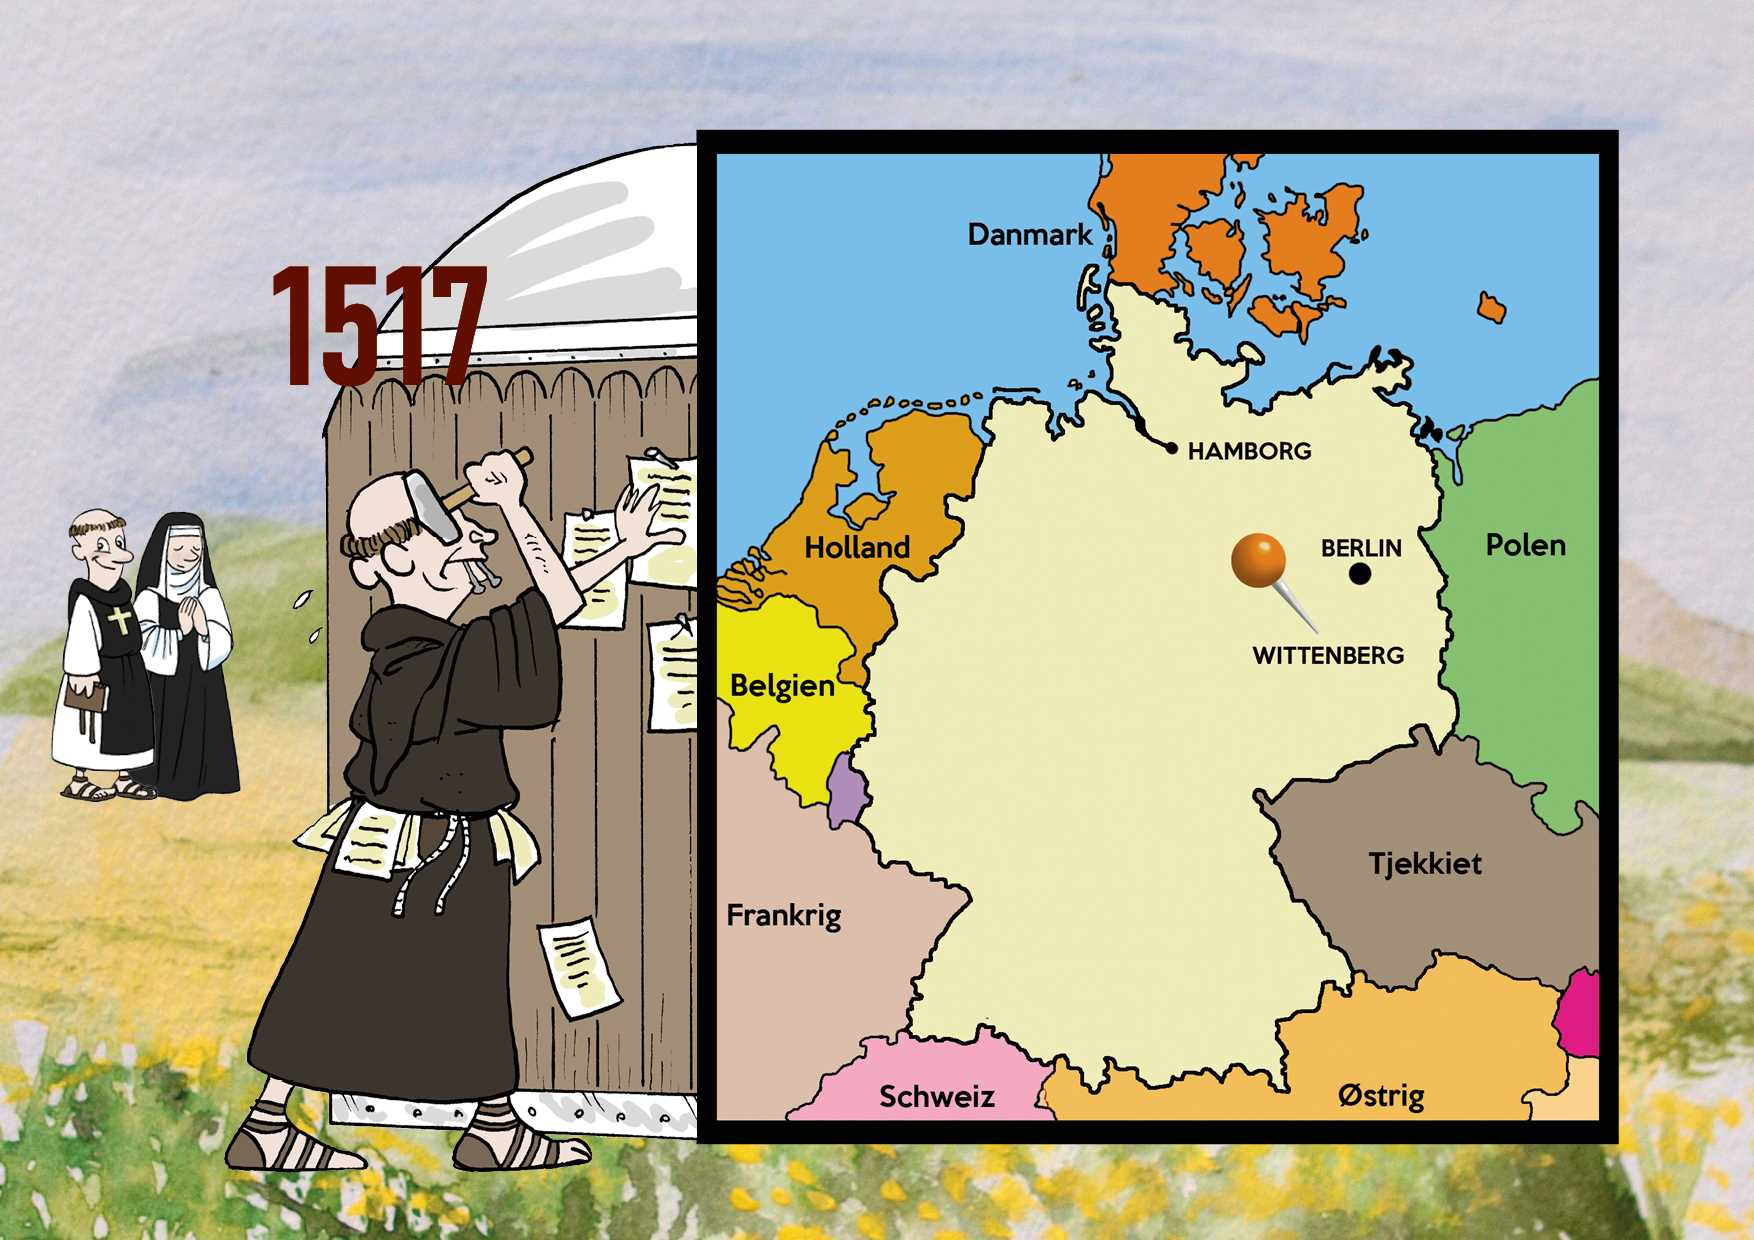 1517
Danmark
HAMBORG
Holland
BERLIN
Polen
WITTENBERG
Belgien
Tjekkiet
Frankrig
Schweiz
Østrig